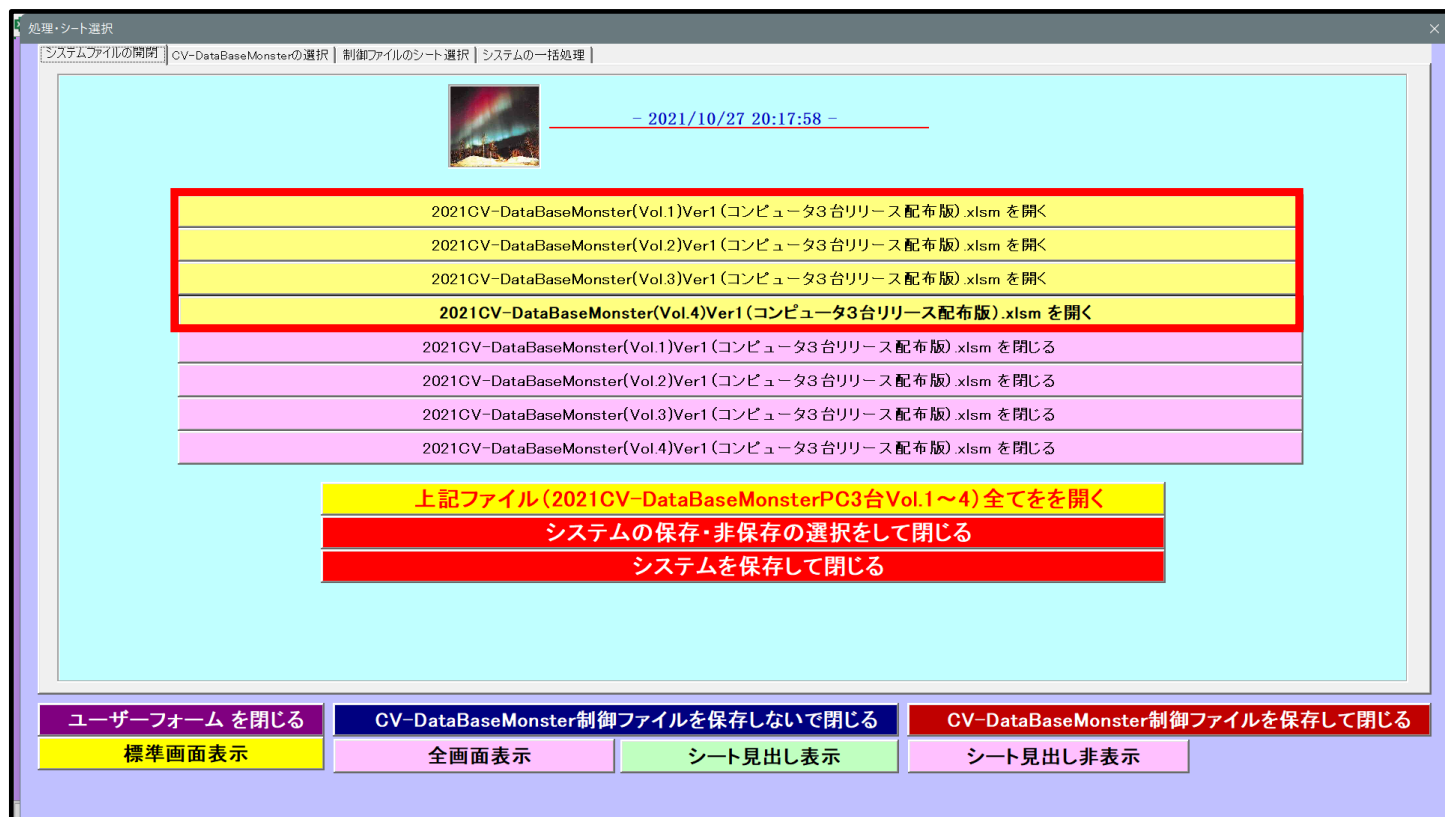 処理・シート選択
システムファイルの開閉 CV-DataBaseMonsterの選択 制御ファイルのシート選択 システムの一括処理
- 2021/10/27 20:17:58 -
2021CV-DataBaseMonster(Vol.1)Ver1(コンピュータ3台リリース配布版).xlsm を開く
2021CV-DataBaseMonster(Vol.2)Ver1(コンピュータ3台リリース配布版).xlsm を開く
2021CV-DataBaseMonster(Vol.3)Ver1(コンピュータ3台リリース配布版).xlsm を開く
2021CV-DataBaseMonster(Vol.4)Ver1(コンピュータ3台リリース配布版).xlsm を開く
2021CV-DataBaseMonster(Vol.1)Ver1(コンピュータ3台リリース配布版).xlsm を閉じる
2021CV-DataBaseMonster(Vol.2)Ver1(コンピュータ3台リリース配布版).xlsm を閉じる
2021CV-DataBaseMonster(Vol.3)Ver1(コンピュータ3台リリース配布版).xlsm を閉じる
2021CV-DataBaseMonster(Vol.4)Ver1(コンピュータ3台リリース配布版).xlsm を閉じる
上記ファイル(2021CV-DataBaseMonsterPC3台Vol.1～4)全てをを開く
システムの保存・非保存の選択をして閉じる
システムを保存して閉じる
ユーザーフォーム を閉じる CV-DataBaseMonster制御ファイルを保存しないで閉じる CV-DataBaseMonster制御ファイルを保存して閉じる
標準画面表示 全画面表示 シート見出し表示 シート見出し非表示